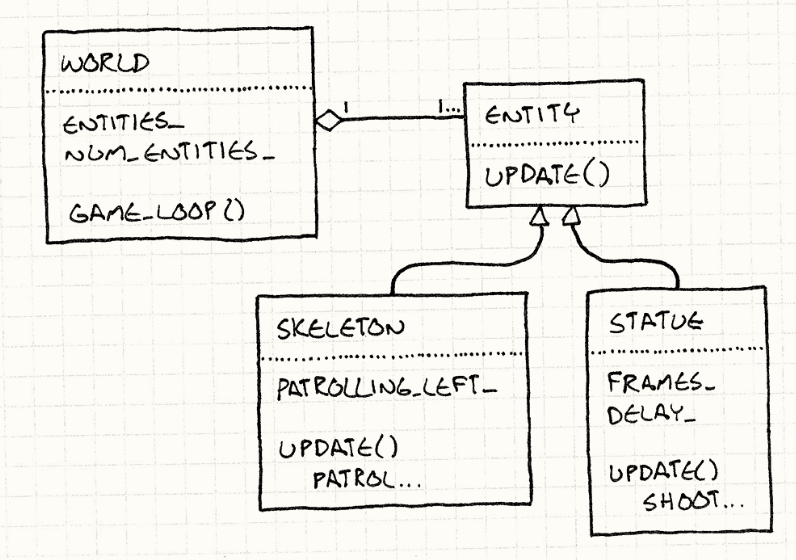 WORLD
ENTITIES_
NUM_ENTITIES_
GAME_LOOP()
1
1...
ENTITY
UPDATE()
SKELETON
PATROLLING_LEFT_
UPDATE()
PATROL...
STATUE
FRAMES_
DELAY_
UPDATE()
SHOOT...